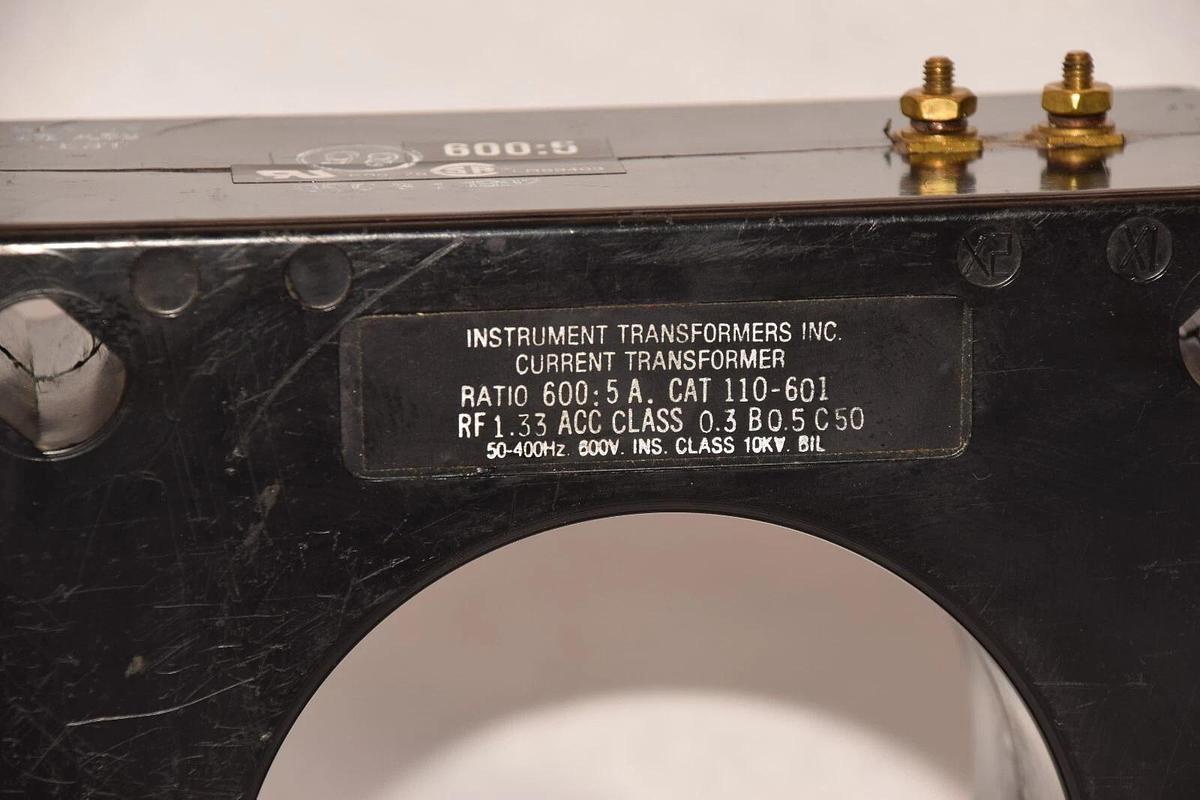 600:5
X2
X1
INSTRUMENT TRANSFORMERS INC.
CURRENT TRANSFORMER
RATIO 600:5 A. CAT 110-601
RF 1.33 ACC CLASS 0.3 B0.5 C50
50-400Hz. 600V. INS. CLASS 10KV. BIL